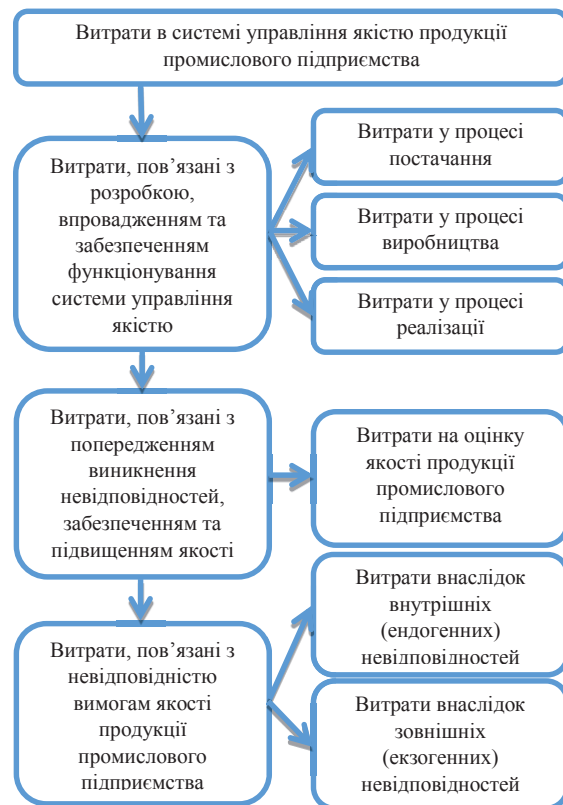 Витрати в системі управління якістю продукції
промислового підприємства
Витрати, пов’язані з
розробкою,
впровадженням та
забезпеченням
функціонування
системи управління
якістю
Витрати у процесі
постачання
Витрати у процесі
виробництва
Витрати у процесі
реалізації
Витрати, пов’язані з
попередженням
виникнення
невідповідностей,
забезпеченням та
підвищенням якості
Витрати на оцінку
якості продукції
промислового
підприємства
Витрати, пов’язані з
невідповідністю
вимогам якості
продукції
промислового
підприємства
Витрати внаслідок
внутрішніх
(ендогенних)
невідповідностей
Витрати внаслідок
зовнішніх
(екзогенних)
невідповідностей